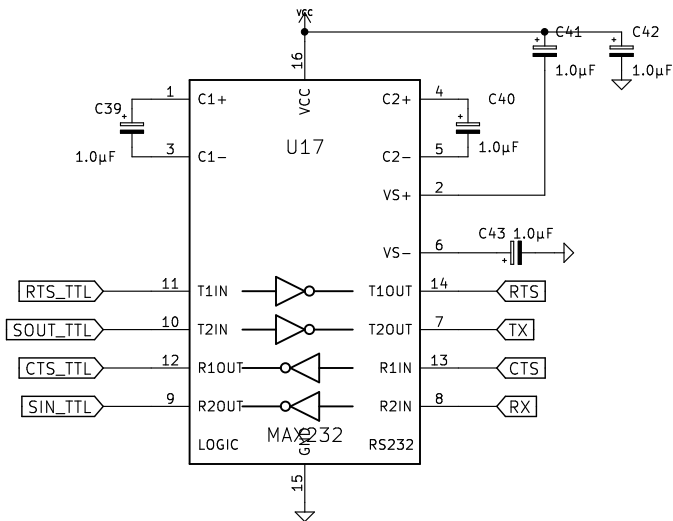 VCC
C41
C42
16
1.0µF
1.0µF
VCC
1
C1+
C2+
4
C39
C40
U17
1.0µF
3
C1−
C2−
5
1.0µF
VS+
2
VS−
6
C43
1.0µF
RTS_TTL
11
T1IN
T1OUT
14
RTS
SOUT_TTL
10
T2IN
T2OUT
7
TX
CTS_TTL
12
R1OUT
R1IN
13
CTS
SIN_TTL
9
R2OUT
R2IN
8
RX
MAX232
LOGIC
GND
RS232
15